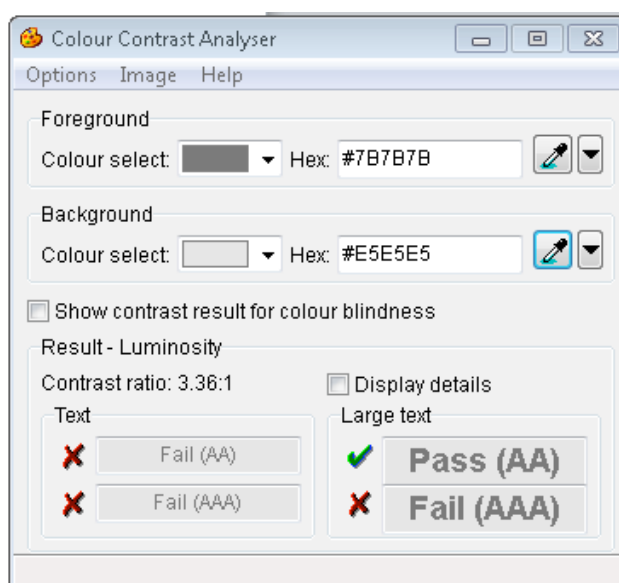 Colour Contrast Analyser
Options Image Help
Foreground
Colour select: Hex: #7B7B7B
Background
Colour select: Hex: #E5E5E5
Show contrast result for colour blindness
Result - Luminosity
Contrast ratio: 3.36:1 Display details
Text Large text
Fail (AA) Pass (AA)
Fail (AAA) Fail (AAA)